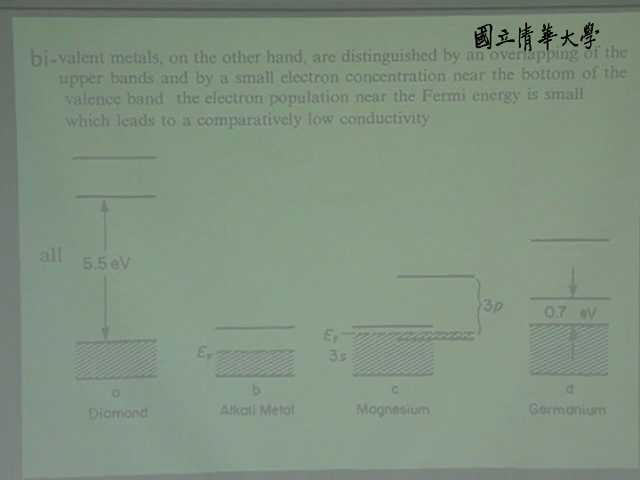 國立清華大學
bi-valent metals, on the other hand, are distinguished by an overlapping of the
upper bands and by a small electron concentration near the bottom of the
valence band the electron population near the Fermi energy is small
which leads to a comparatively low conductivity
all
5.5 eV
3p
0.7 eV
EF
EF
3s
a
b
c
d
Diamond
Alkali Metal
Magnesium
Germanium